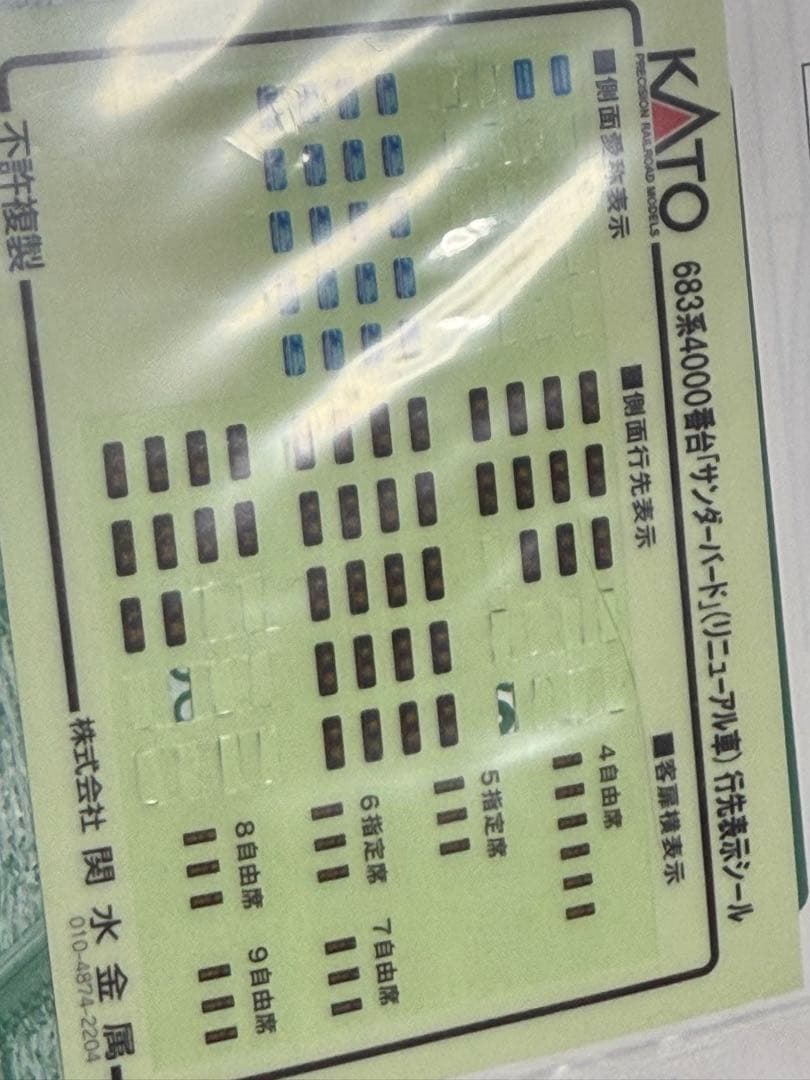 KATO
PRECISION RAILROAD MODELS
683系4000番台「サンダーバード」(リニューアル車) 行先表示シール
■側面愛称表示
■側面行先表示
■客扉横表示
4自由席
5指定席
6指定席
7自由席
8自由席
9自由席
不許複製
株式会社 関水金属
010-4874-2204